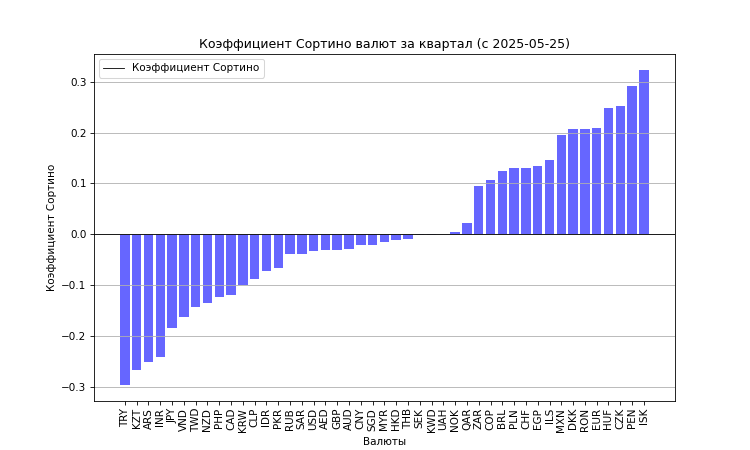 Коэффициент Сортино валют за квартал (с 2025-05-25)
Коэффициент Сортино
Коэффициент Сортино
0.3
0.2
0.1
0.0
−0.1
−0.2
−0.3
TRY
KZT
ARS
INR
JPY
VND
TWD
NZD
PHP
CAD
KRW
CLP
IDR
PKR
RUB
SAR
USD
AED
GBP
AUD
CNY
SGD
MYR
HKD
THB
SEK
KWD
UAH
NOK
QAR
ZAR
COP
BRL
PLN
CHF
EGP
ILS
MXN
DKK
RON
EUR
HUF
CZK
PEN
ISK
Валюты